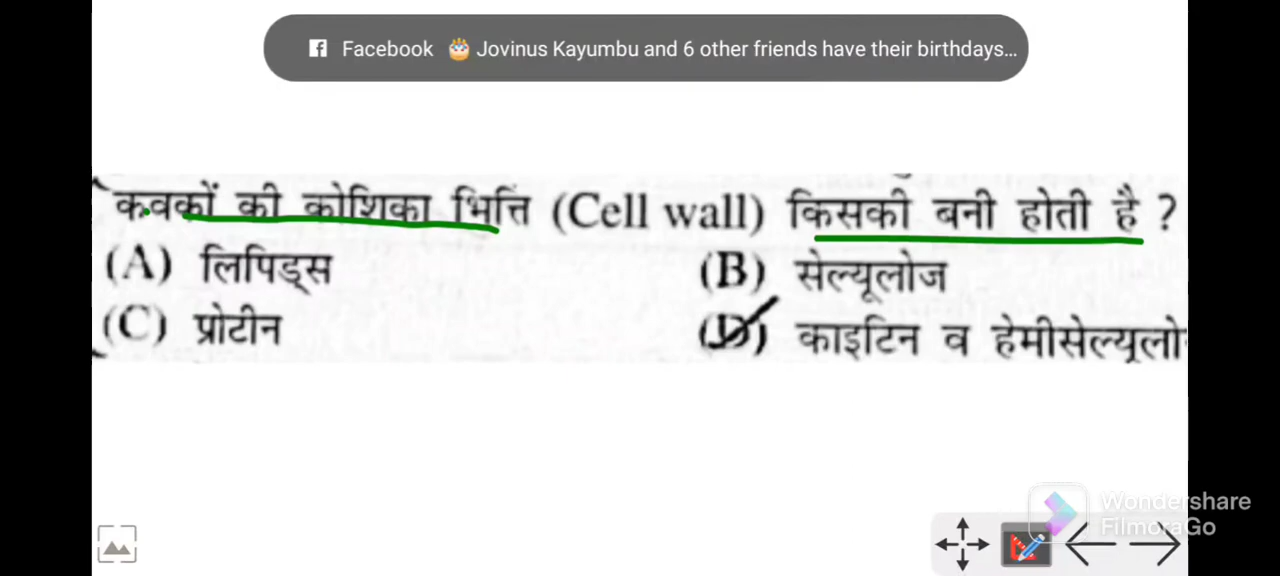 Facebook 🎂 Jovinus Kayumbu and 6 other friends have their birthdays…
कवकों की कोशिका भित्ति (Cell wall) किसकी बनी होती है ?
(A) लिपिड्स (B) सेल्यूलोज
(C) प्रोटीन (D) काइटिन व हेमीसेल्यूलो
Wondershare
FilmoraGo